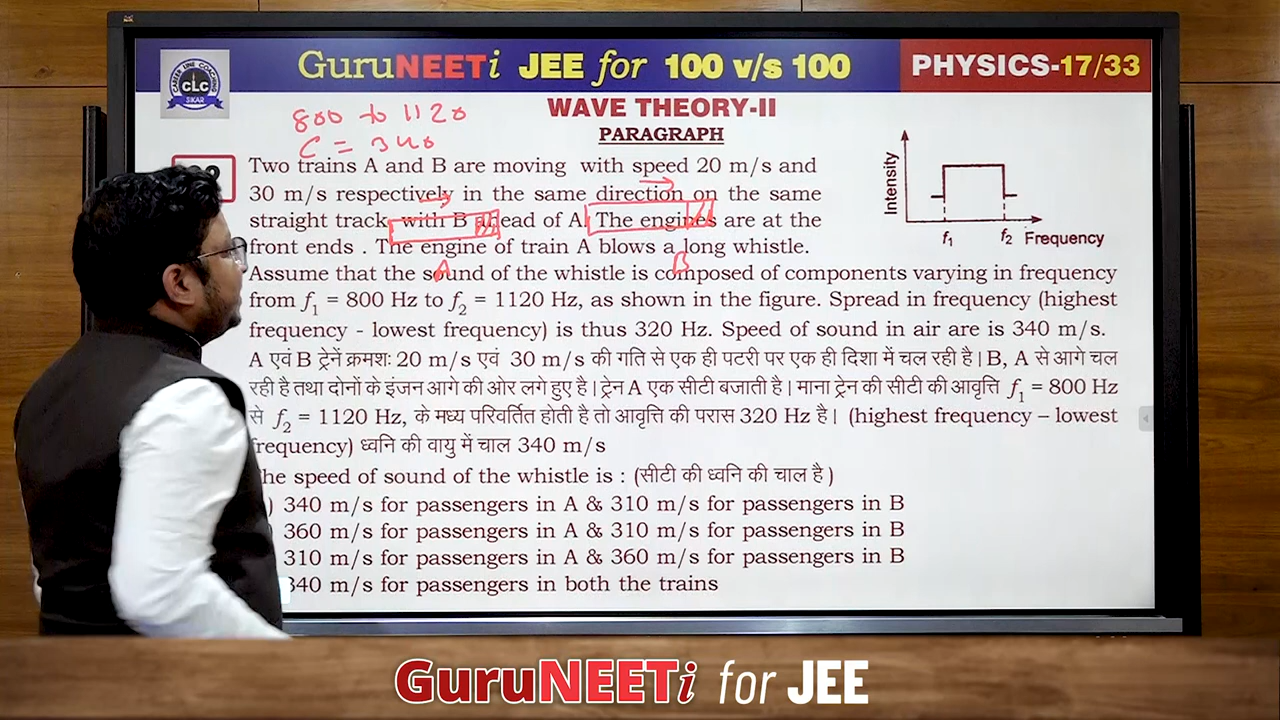 GuruNEETi JEE for 100 v/s 100
PHYSICS-17/33
CAREER LINE COACHING
CLC
SIKAR
WAVE THEORY-II
PARAGRAPH
800 to 1120
C = 340
Two trains A and B are moving with speed 20 m/s and
30 m/s respectively in the same direction on the same
straight track with B ahead of A. The engines are at the
front ends . The engine of train A blows a long whistle.
A
B
Intensity
f1
f2
Frequency
Assume that the sound of the whistle is composed of components varying in frequency
from f1 = 800 Hz to f2 = 1120 Hz, as shown in the figure. Spread in frequency (highest
frequency - lowest frequency) is thus 320 Hz. Speed of sound in air are is 340 m/s.
A एवं B ट्रेनें क्रमशः 20 m/s एवं 30 m/s की गति से एक ही पटरी पर एक ही दिशा में चल रही है। B, A से आगे चल
रही है तथा दोनों के इंजन आगे की ओर लगे हुए है। ट्रेन A एक सीटी बजाती है। माना ट्रेन की सीटी की आवृत्ति f1 = 800 Hz
से f2 = 1120 Hz, के मध्य परिवर्तित होती है तो आवृत्ति की परास 320 Hz है। (highest frequency – lowest
frequency) ध्वनि की वायु में चाल 340 m/s
he speed of sound of the whistle is : (सीटी की ध्वनि की चाल है )
) 340 m/s for passengers in A & 310 m/s for passengers in B
360 m/s for passengers in A & 310 m/s for passengers in B
310 m/s for passengers in A & 360 m/s for passengers in B
340 m/s for passengers in both the trains
GuruNEETi for JEE